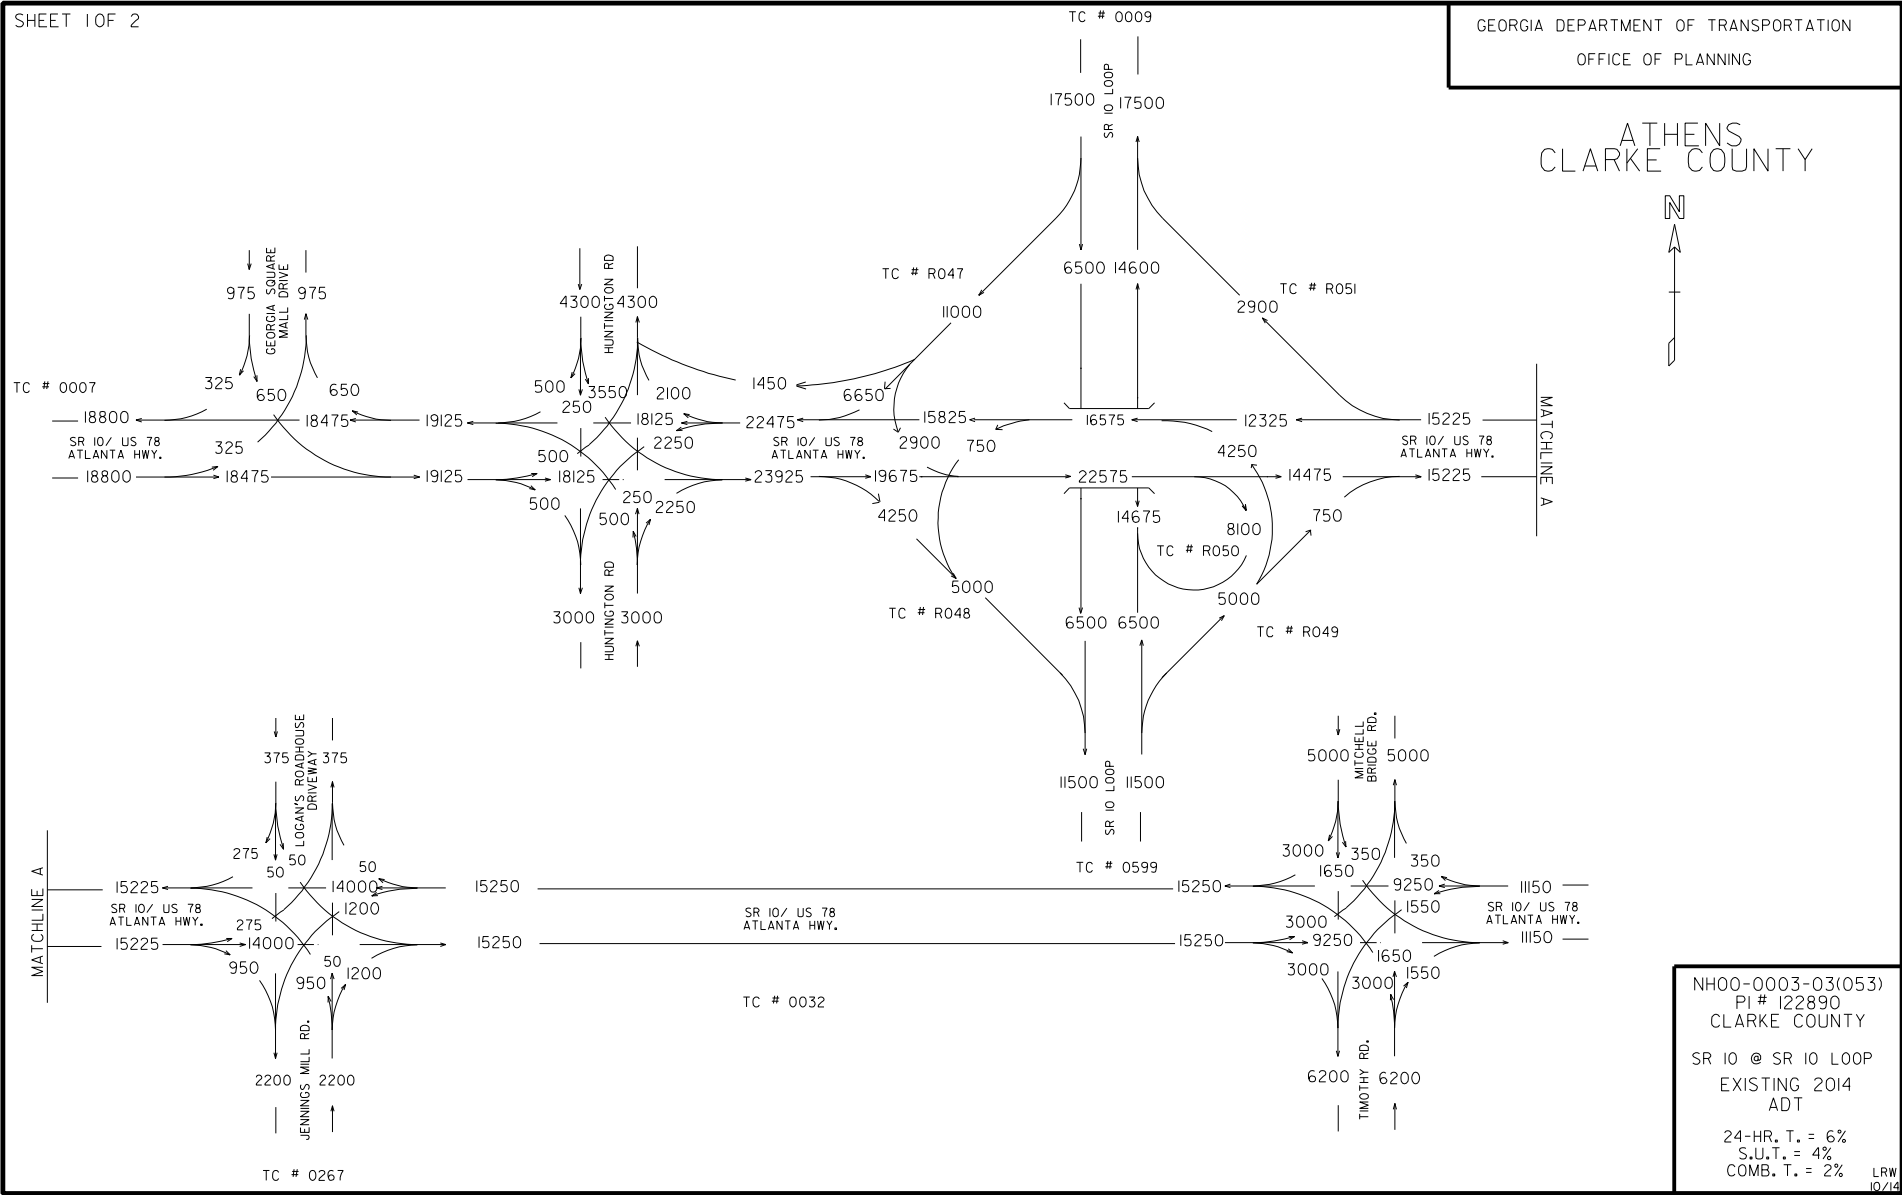 SHEET 1 OF 2
TC # 0009
GEORGIA DEPARTMENT OF TRANSPORTATION
OFFICE OF PLANNING
ATHENS
CLARKE COUNTY
N
17500
SR 10 LOOP
17500
6500
14600
TC # R047
11000
TC # R051
2900
975
GEORGIA SQUARE
MALL DRIVE
975
4300
HUNTINGTON RD
4300
TC # 0007
325
650
650
500
3550
250
2100
1450
6650
18800
18475
19125
18125
22475
15825
16575
12325
15225
SR 10/ US 78
ATLANTA HWY.
325
500
2250
SR 10/ US 78
ATLANTA HWY.
2900
750
4250
SR 10/ US 78
ATLANTA HWY.
MATCHLINE A
18800
18475
19125
18125
23925
19675
22575
14475
15225
500
250
500
2250
4250
14675
8100
750
TC # R050
5000
TC # R048
5000
TC # R049
3000
HUNTINGTON RD
3000
6500
6500
375
LOGAN'S ROADHOUSE
DRIVEWAY
375
11500
SR 10 LOOP
11500
TC # 0599
5000
MITCHELL
BRIDGE RD.
5000
275
50
50
50
3000
350
1650
350
MATCHLINE A
15225
14000
15250
15250
9250
11150
SR 10/ US 78
ATLANTA HWY.
275
1200
SR 10/ US 78
ATLANTA HWY.
3000
1550
SR 10/ US 78
ATLANTA HWY.
15225
14000
15250
15250
9250
11150
950
50
950
1200
3000
1650
3000
1550
TC # 0032
2200
JENNINGS MILL RD.
2200
6200
TIMOTHY RD.
6200
TC # 0267
NH00-0003-03(053)
PI # 122890
CLARKE COUNTY
SR 10 @ SR 10 LOOP
EXISTING 2014
ADT
24-HR. T. = 6%
S.U.T. = 4%
COMB. T. = 2%
LRW
10/14